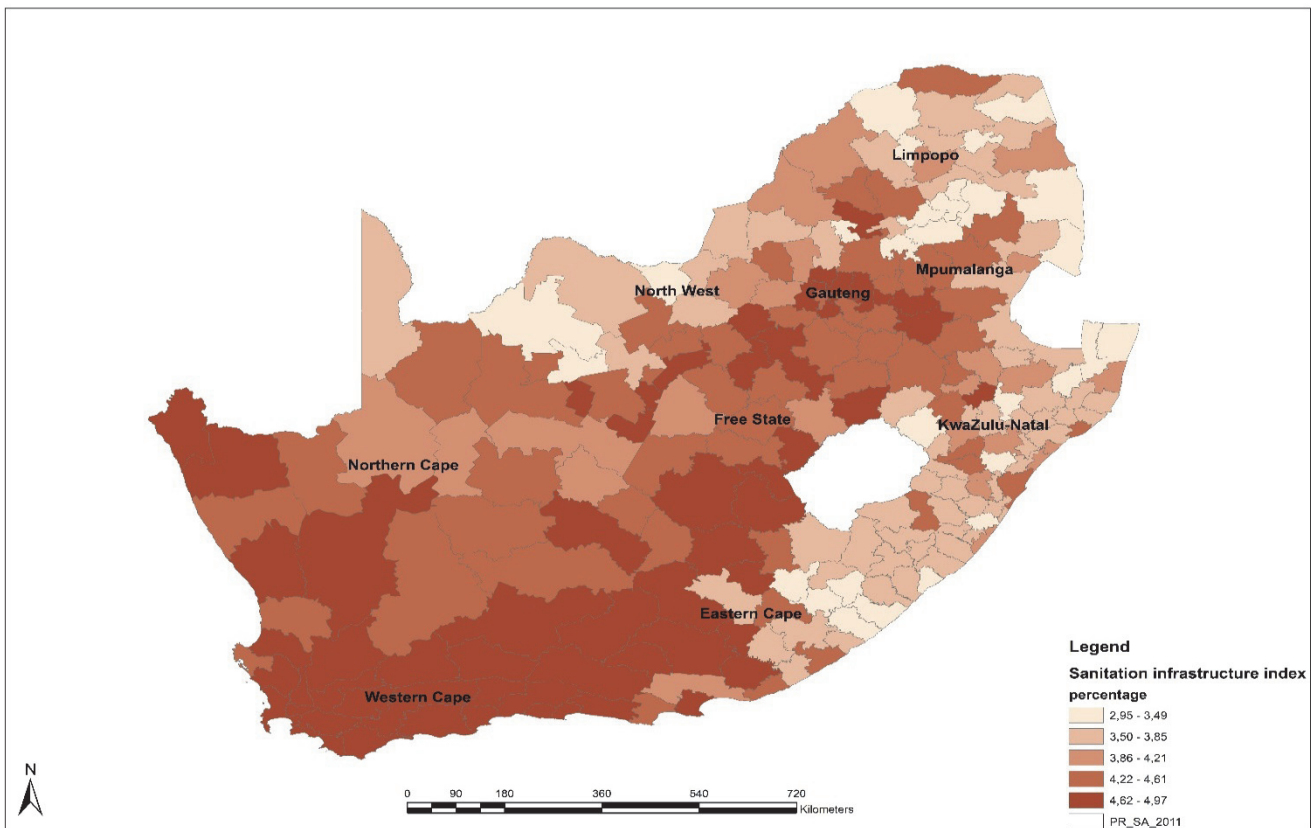 Limpopo
Mpumalanga
North West
Gauteng
Free State
KwaZulu-Natal
Northern Cape
Eastern Cape
Western Cape
Legend
Sanitation infrastructure index
percentage
2,95 - 3,49
3,50 - 3,85
3,86 - 4,21
4,22 - 4,61
4,62 - 4,97
PR_SA_2011
N
0 90 180 360 540 720
Kilometers